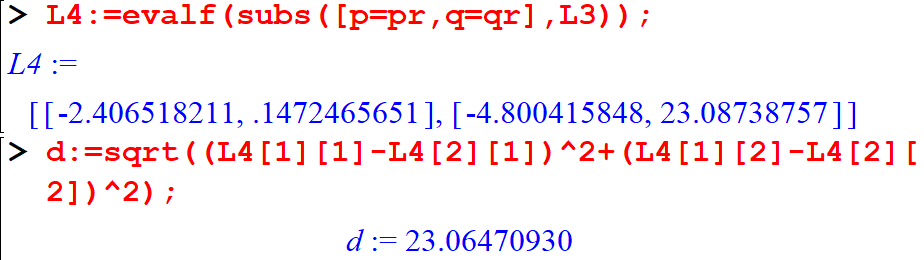 > L4:=evalf(subs([p=pr,q=qr],L3));
L4 :=
[[-2.406518211, .1472465651], [-4.800415848, 23.08738757]]
> d:=sqrt((L4[1][1]-L4[2][1])^2+(L4[1][2]-L4[2][
2])^2);
d := 23.06470930